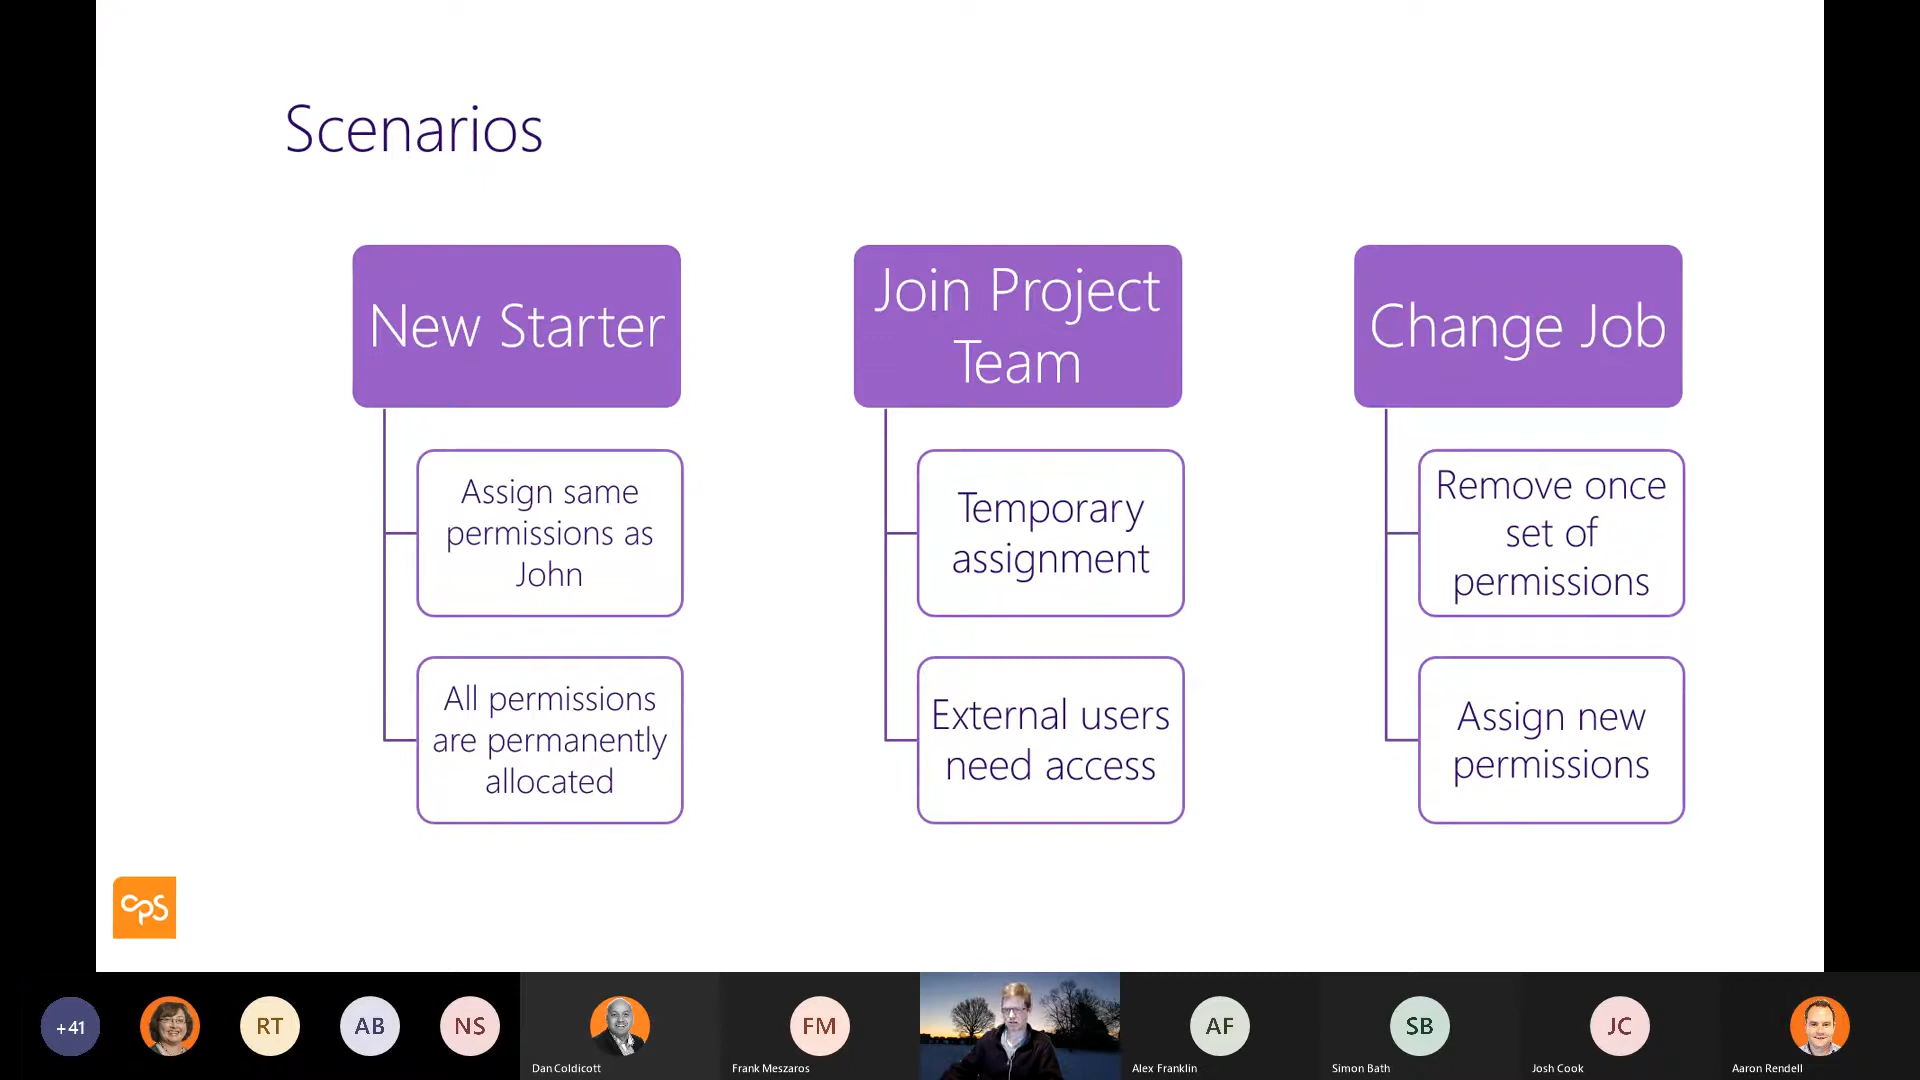 Scenarios
New Starter
Assign same
permissions as
John
All permissions
are permanently
allocated
Join Project
Team
Temporary
assignment
External users
need access
Change Job
Remove once
set of
permissions
Assign new
permissions
cps
+41
RT
AB
NS
Dan Coldicott
FM
Frank Meszaros
AF
Alex Franklin
SB
Simon Bath
JC
Josh Cook
Aaron Rendell